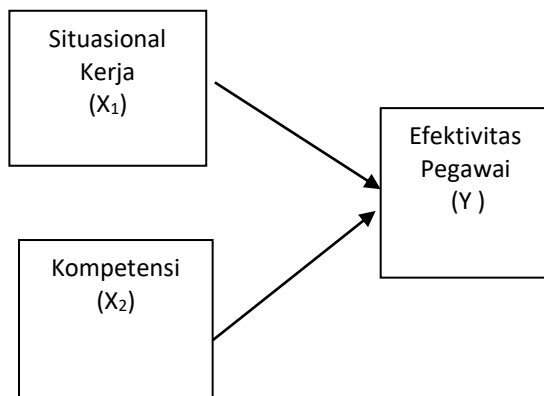 Situasional
Kerja
(X₁)
Efektivitas
Pegawai
(Y )
Kompetensi
(X₂)